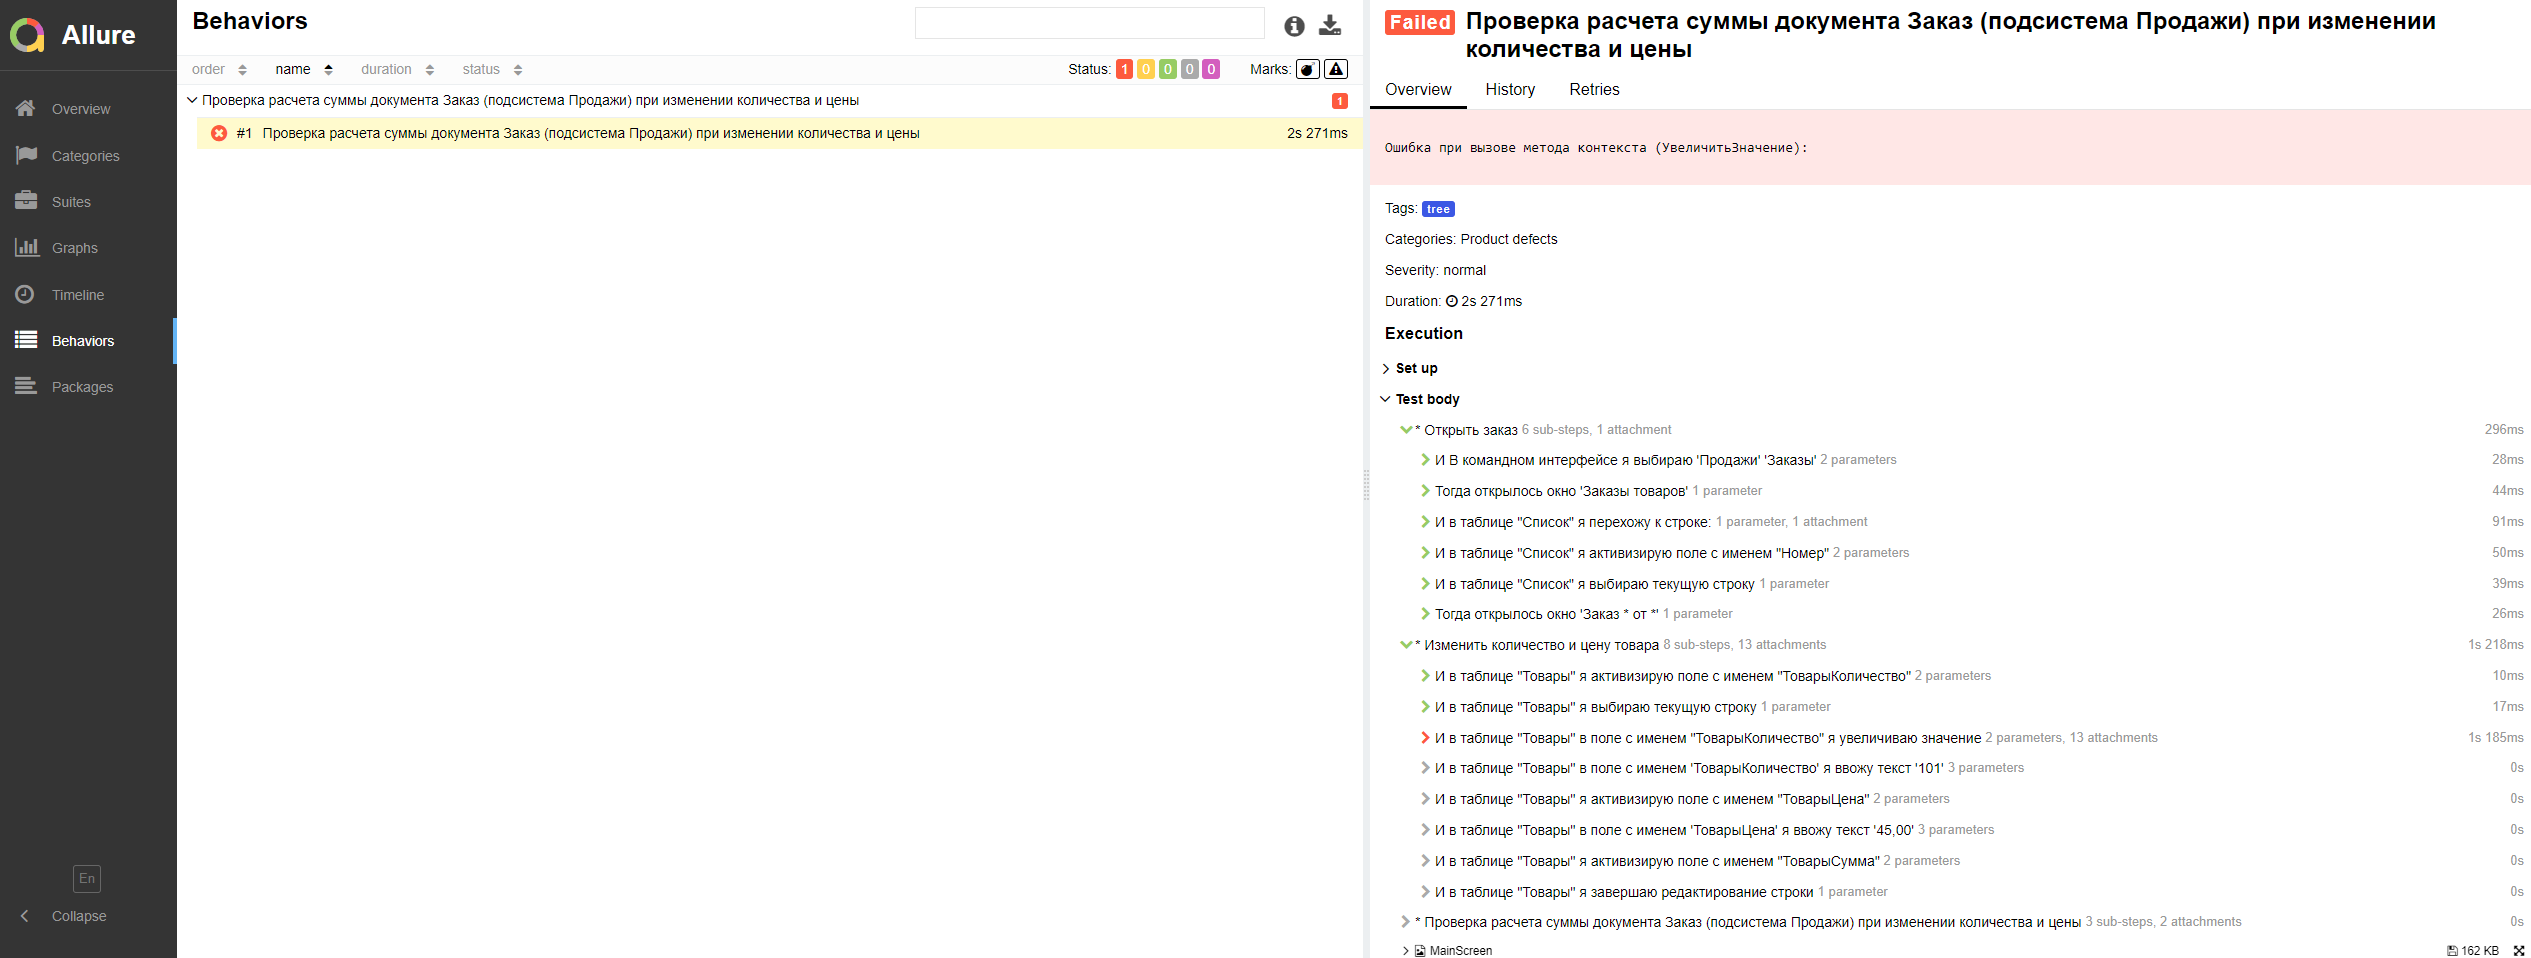 Allure
Overview
Categories
Suites
Graphs
Timeline
Behaviors
Packages
En
Collapse
Behaviors
order name duration status Status: 1 0 0 0 0 Marks:
Проверка расчета суммы документа Заказ (подсистема Продажи) при изменении количества и цены 1
#1 Проверка расчета суммы документа Заказ (подсистема Продажи) при изменении количества и цены 2s 271ms
Failed Проверка расчета суммы документа Заказ (подсистема Продажи) при изменении
количества и цены
Overview History Retries
Ошибка при вызове метода контекста (УвеличитьЗначение):
Tags: tree
Categories: Product defects
Severity: normal
Duration: 2s 271ms
Execution
Set up
Test body
* Открыть заказ 6 sub-steps, 1 attachment 296ms
И В командном интерфейсе я выбираю 'Продажи' 'Заказы' 2 parameters 28ms
Тогда открылось окно 'Заказы товаров' 1 parameter 44ms
И в таблице "Список" я перехожу к строке: 1 parameter, 1 attachment 91ms
И в таблице "Список" я активизирую поле с именем "Номер" 2 parameters 50ms
И в таблице "Список" я выбираю текущую строку 1 parameter 39ms
Тогда открылось окно 'Заказ * от *' 1 parameter 26ms
* Изменить количество и цену товара 8 sub-steps, 13 attachments 1s 218ms
И в таблице "Товары" я активизирую поле с именем "ТоварыКоличество" 2 parameters 10ms
И в таблице "Товары" я выбираю текущую строку 1 parameter 17ms
И в таблице "Товары" в поле с именем "ТоварыКоличество" я увеличиваю значение 2 parameters, 13 attachments 1s 185ms
И в таблице "Товары" в поле с именем 'ТоварыКоличество' я ввожу текст '101' 3 parameters 0s
И в таблице "Товары" я активизирую поле с именем "ТоварыЦена" 2 parameters 0s
И в таблице "Товары" в поле с именем 'ТоварыЦена' я ввожу текст '45,00' 3 parameters 0s
И в таблице "Товары" я активизирую поле с именем "ТоварыСумма" 2 parameters 0s
И в таблице "Товары" я завершаю редактирование строки 1 parameter 0s
* Проверка расчета суммы документа Заказ (подсистема Продажи) при изменении количества и цены 3 sub-steps, 2 attachments 0s
MainScreen 162 KB